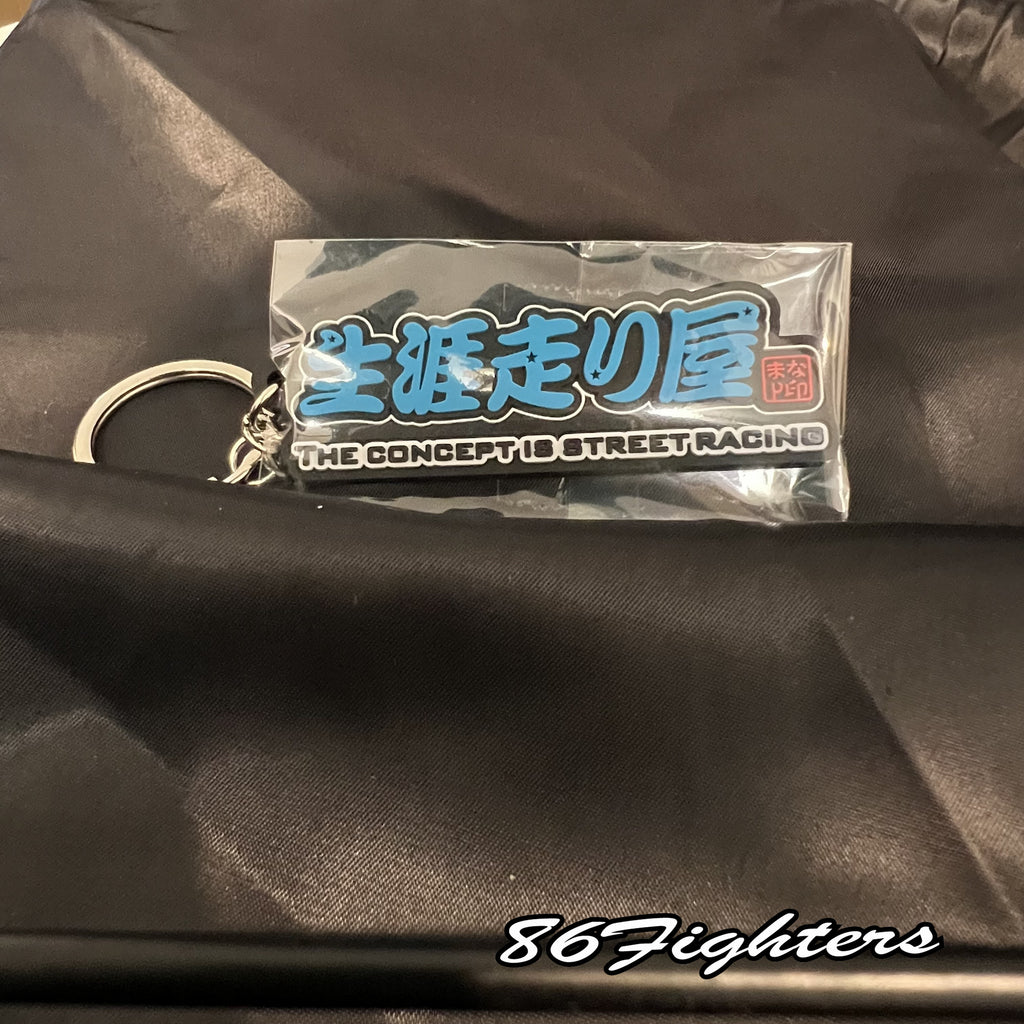 生涯走り屋
まな
P印
THE CONCEPT IS STREET RACING
86Fighters